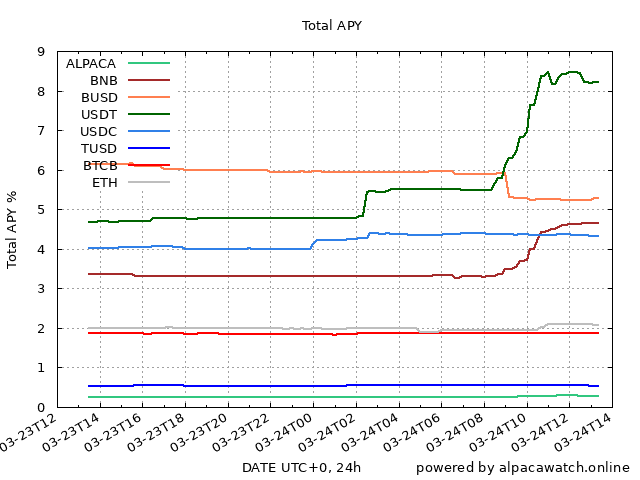 Total APY
9
8
7
6
5
4
3
2
1
0
Total APY %
ALPACA
BNB
BUSD
USDT
USDC
TUSD
BTCB
ETH
03-23T12
03-23T14
03-23T16
03-23T18
03-23T20
03-23T22
03-24T00
03-24T02
03-24T04
03-24T06
03-24T08
03-24T10
03-24T12
03-24T14
DATE UTC+0, 24h
powered by alpacawatch.online